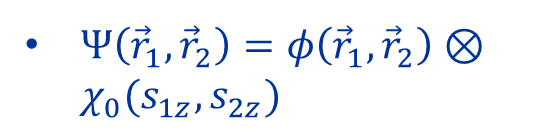 • Ψ(r⃗₁, r⃗₂) = ϕ(r⃗₁, r⃗₂) ⊗
χ₀(s₁z, s₂z)